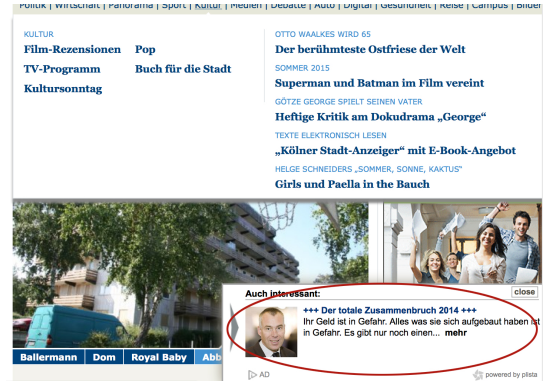 Politik | Wirtschaft | Panorama | Sport | Kultur | Medien | Debatte | Auto | Digital | Gesundheit | Reise | Campus | Bilder
KULTUR
Film-Rezensionen Pop
TV-Programm Buch für die Stadt
Kultursonntag
OTTO WAALKES WIRD 65
Der berühmteste Ostfriese der Welt
SOMMER 2015
Superman und Batman im Film vereint
GÖTZE GEORGE SPIELT SEINEN VATER
Heftige Kritik am Dokudrama „George“
TEXTE ELEKTRONISCH LESEN
„Kölner Stadt-Anzeiger“ mit E-Book-Angebot
HELGE SCHNEIDERS „SOMMER, SONNE, KAKTUS“
Girls und Paella in the Bauch
Auch interessant: close
+++ Der totale Zusammenbruch 2014 +++
Ihr Geld ist in Gefahr. Alles was sie sich aufgebaut haben ist
in Gefahr. Es gibt nur noch einen... mehr
Ballermann Dom Royal Baby Abb
AD powered by plista